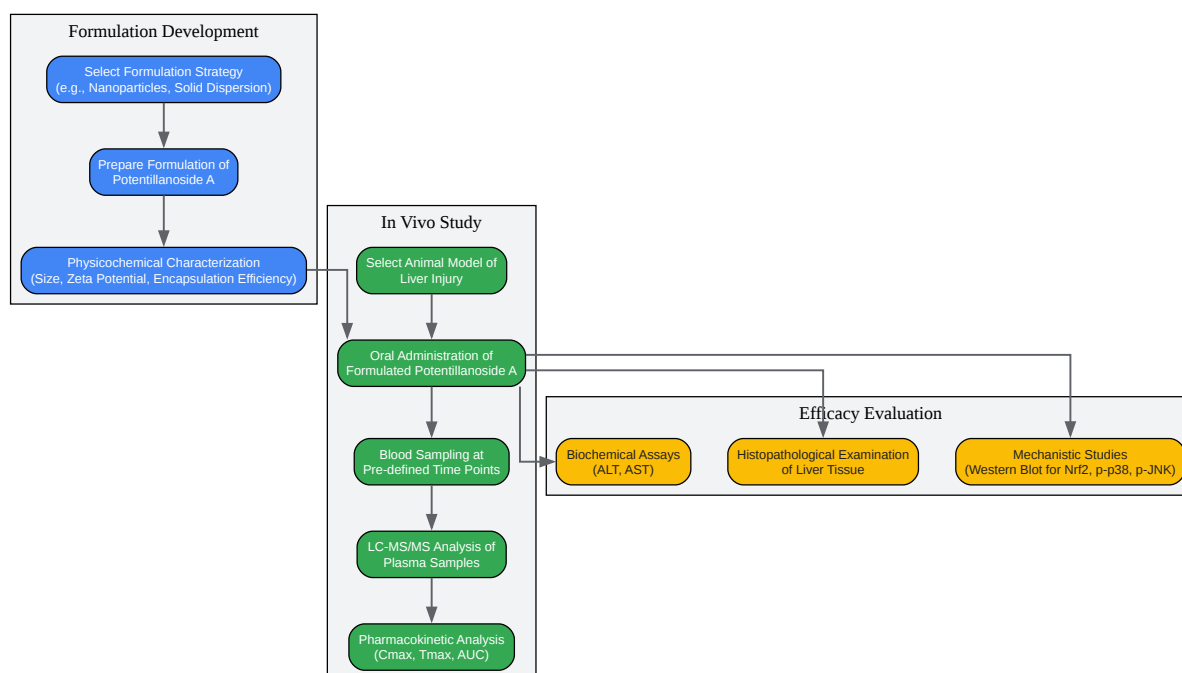 Formulation Development
Select Formulation Strategy
(e.g., Nanoparticles, Solid Dispersion)
Prepare Formulation of
Potentillanoside A
Physicochemical Characterization
(Size, Zeta Potential, Encapsulation Efficiency)
In Vivo Study
Select Animal Model of
Liver Injury
Oral Administration of
Formulated Potentillanoside A
Blood Sampling at
Pre-defined Time Points
LC-MS/MS Analysis of
Plasma Samples
Pharmacokinetic Analysis
(Cmax, Tmax, AUC)
Efficacy Evaluation
Biochemical Assays
(ALT, AST)
Histopathological Examination
of Liver Tissue
Mechanistic Studies
(Western Blot for Nrf2, p-p38, p-JNK)